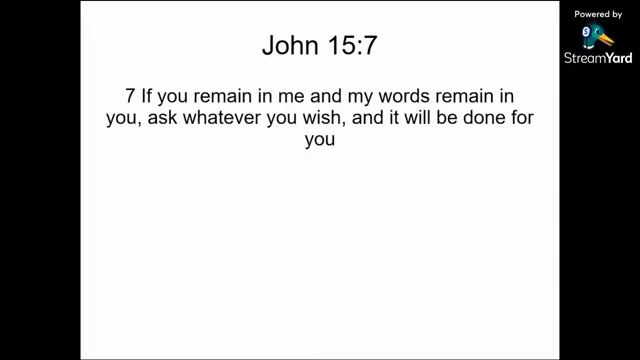 Powered by
StreamYard
John 15:7
7 If you remain in me and my words remain in
you, ask whatever you wish, and it will be done for
you